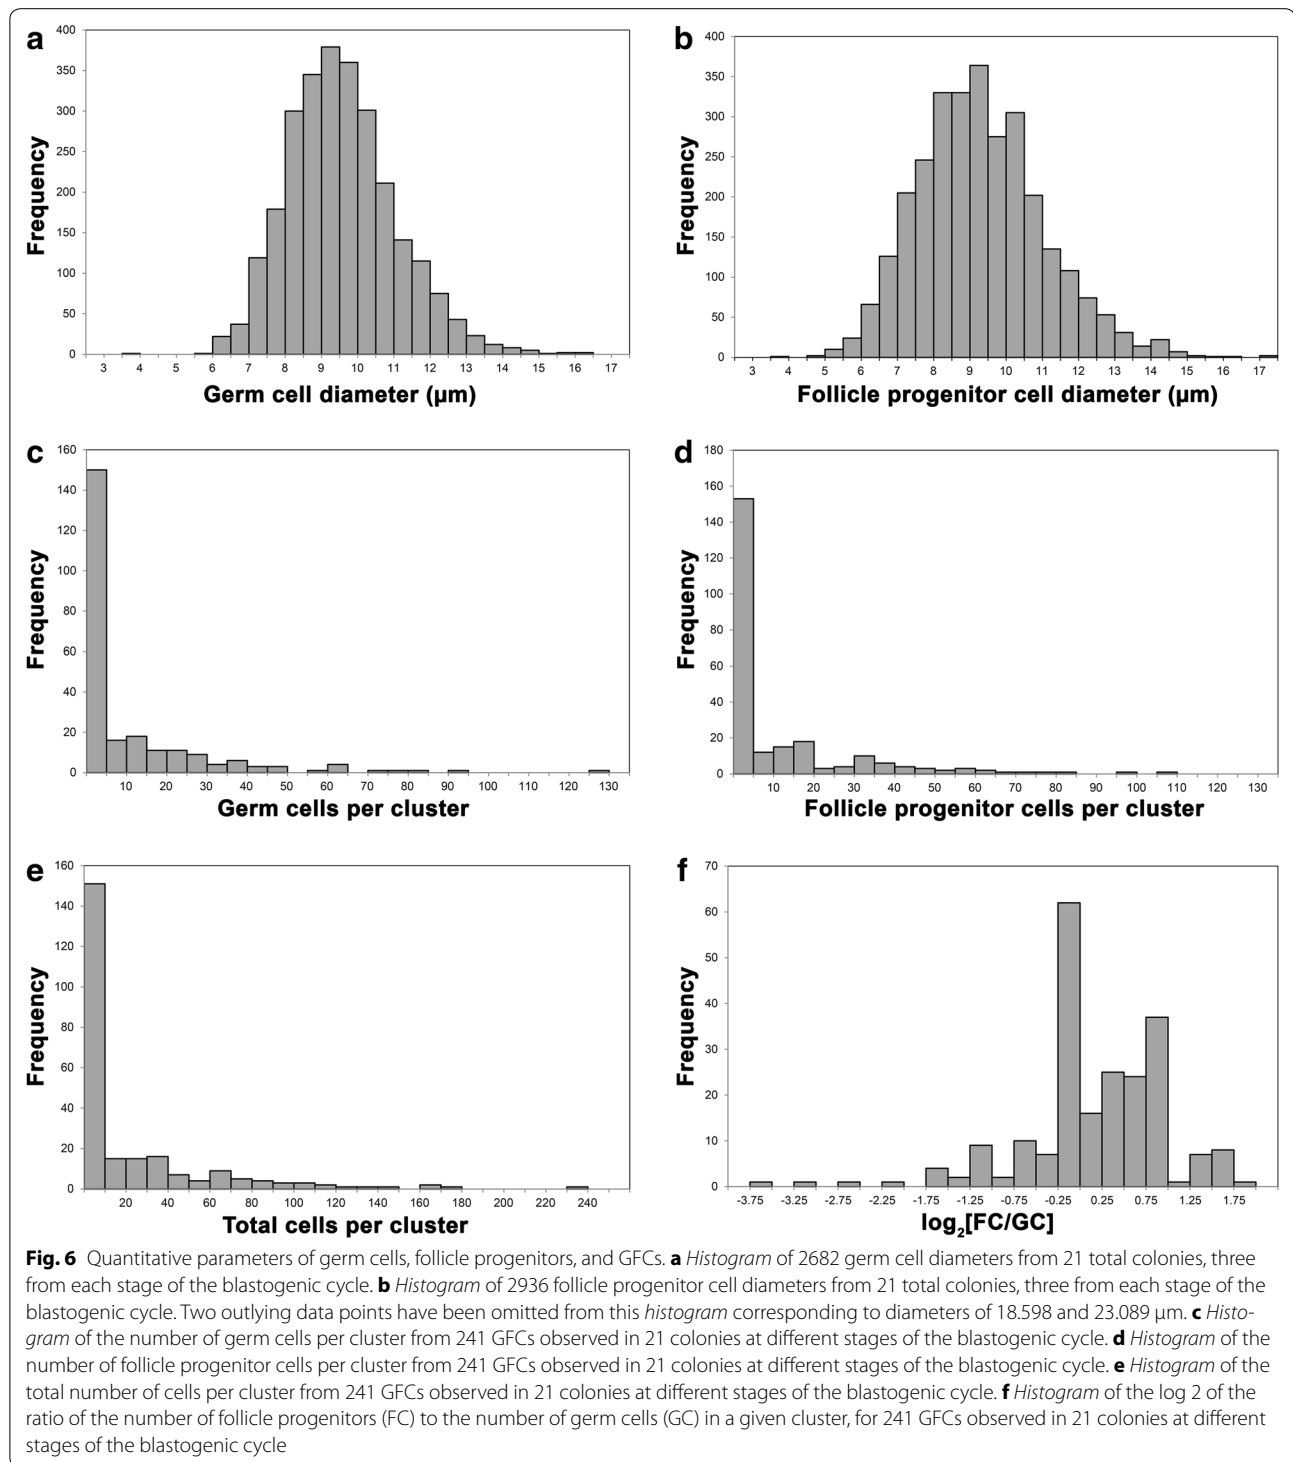 a
400
350
300
250
200
150
100
50
0
Frequency
3 4 5 6 7 8 9 10 11 12 13 14 15 16 17
Germ cell diameter (µm)
b
400
350
300
250
200
150
100
50
0
Frequency
3 4 5 6 7 8 9 10 11 12 13 14 15 16 17
Follicle progenitor cell diameter (µm)
c
160
140
120
100
80
60
40
20
0
Frequency
10 20 30 40 50 60 70 80 90 100 110 120 130
Germ cells per cluster
d
180
160
140
120
100
80
60
40
20
0
Frequency
10 20 30 40 50 60 70 80 90 100 110 120 130
Follicle progenitor cells per cluster
e
160
140
120
100
80
60
40
20
0
Frequency
20 40 60 80 100 120 140 160 180 200 220 240
Total cells per cluster
f
70
60
50
40
30
20
10
0
Frequency
-3.75 -3.25 -2.75 -2.25 -1.75 -1.25 -0.75 -0.25 0.25 0.75 1.25 1.75
log2[FC/GC]
Fig. 6 Quantitative parameters of germ cells, follicle progenitors, and GFCs. a Histogram of 2682 germ cell diameters from 21 total colonies, three
from each stage of the blastogenic cycle. b Histogram of 2936 follicle progenitor cell diameters from 21 total colonies, three from each stage of the
blastogenic cycle. Two outlying data points have been omitted from this histogram corresponding to diameters of 18.598 and 23.089 µm. c Histo-
gram of the number of germ cells per cluster from 241 GFCs observed in 21 colonies at different stages of the blastogenic cycle. d Histogram of the
number of follicle progenitor cells per cluster from 241 GFCs observed in 21 colonies at different stages of the blastogenic cycle. e Histogram of the
total number of cells per cluster from 241 GFCs observed in 21 colonies at different stages of the blastogenic cycle. f Histogram of the log 2 of the
ratio of the number of follicle progenitors (FC) to the number of germ cells (GC) in a given cluster, for 241 GFCs observed in 21 colonies at different
stages of the blastogenic cycle